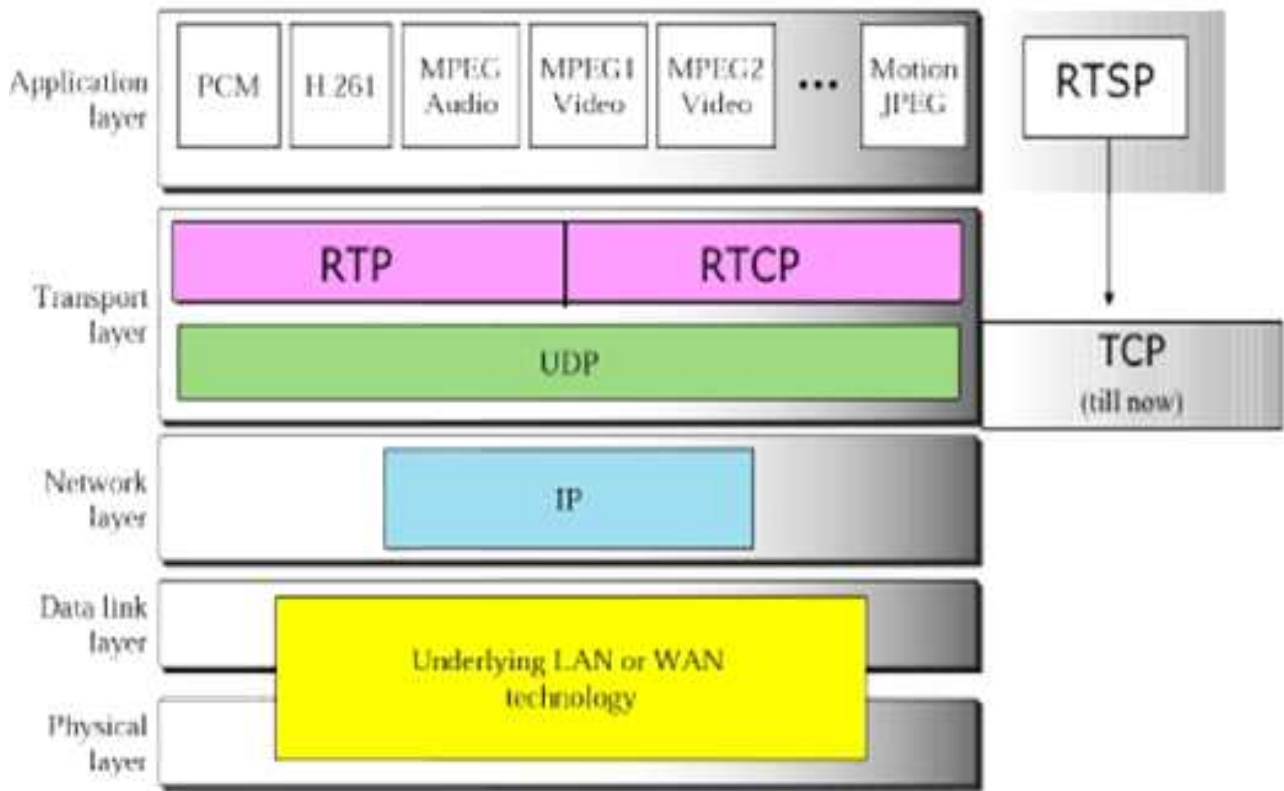 Application
layer
PCM
H.261
MPEG
Audio
MPEG1
Video
MPEG2
Video
•••
Motion
JPEG
RTSP
Transport
layer
RTP
RTCP
UDP
TCP
(till now)
Network
layer
IP
Data link
layer
Underlying LAN or WAN
technology
Physical
layer